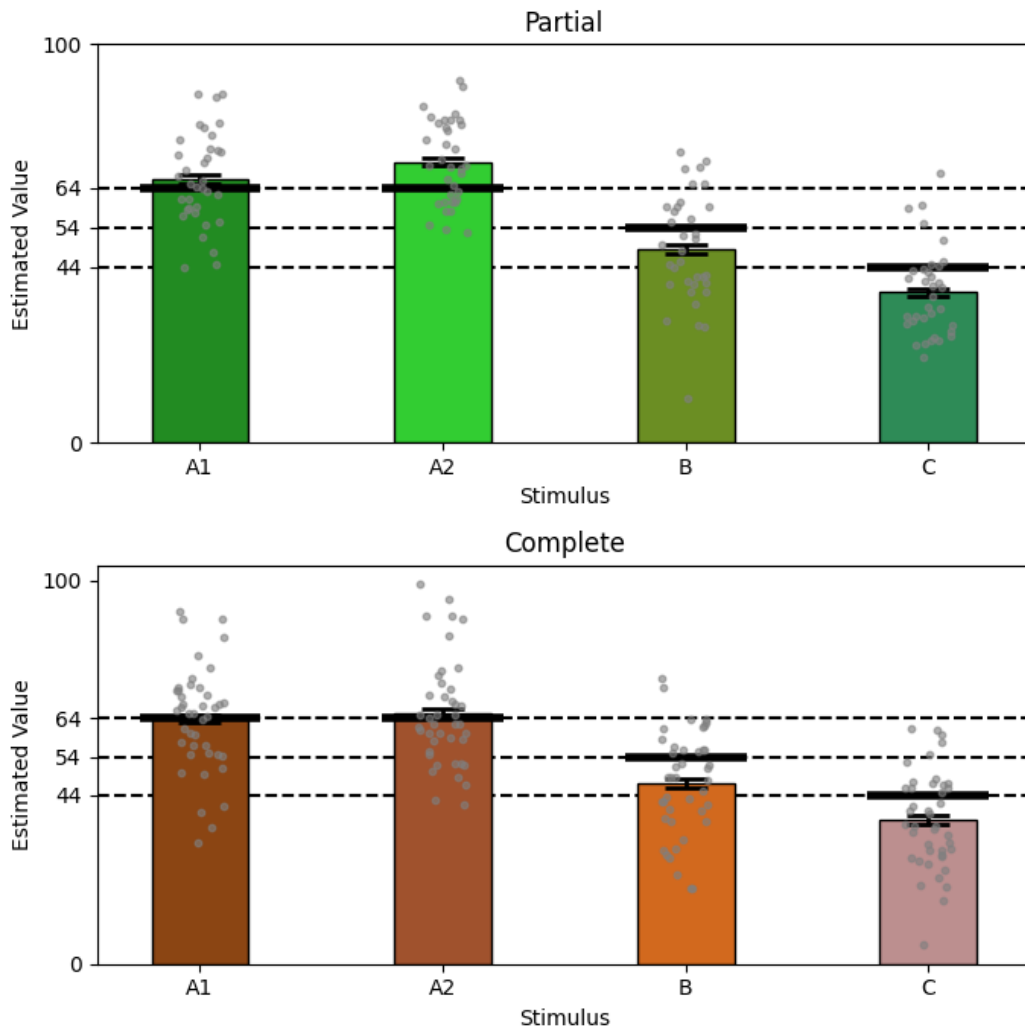 Partial
100
64
54
44
0
Estimated Value
A1 A2 B C
Stimulus
Complete
100
64
54
44
0
Estimated Value
A1 A2 B C
Stimulus